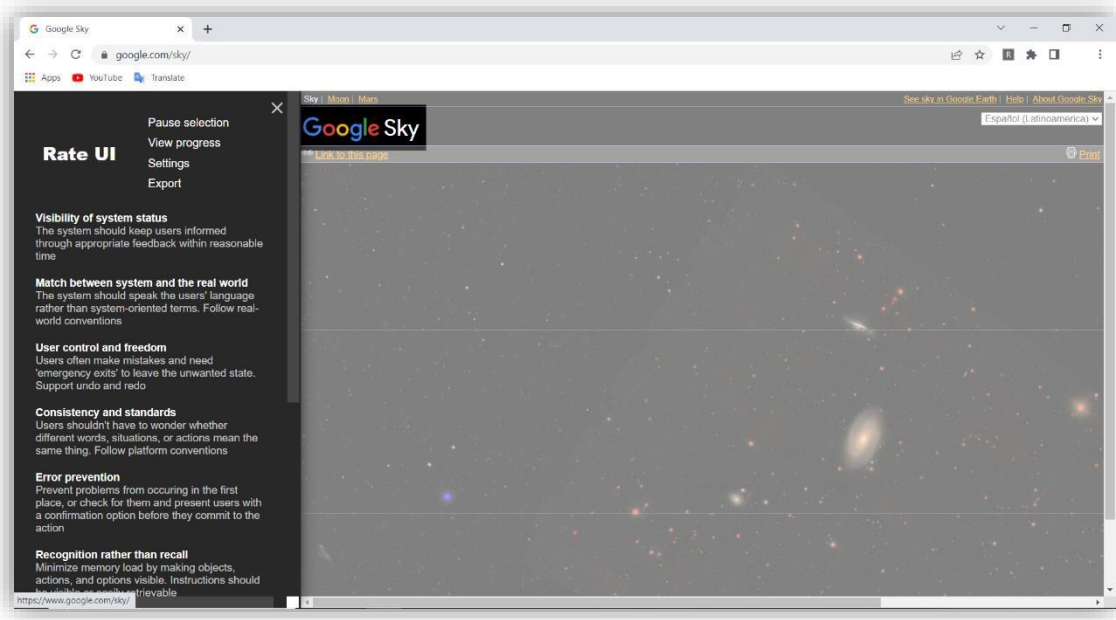 Google Sky
google.com/sky/
Apps YouTube Translate
Rate UI
Pause selection
View progress
Settings
Export
Visibility of system status
The system should keep users informed
through appropriate feedback within reasonable
time
Match between system and the real world
The system should speak the users' language
rather than system-oriented terms. Follow real-
world conventions
User control and freedom
Users often make mistakes and need
'emergency exits' to leave the unwanted state.
Support undo and redo
Consistency and standards
Users shouldn't have to wonder whether
different words, situations, or actions mean the
same thing. Follow platform conventions
Error prevention
Prevent problems from occuring in the first
place, or check for them and present users with
a confirmation option before they commit to the
action
Recognition rather than recall
Minimize memory load by making objects,
actions, and options visible. Instructions should
be visible or easily retrievable
https://www.google.com/sky/
Sky | Moon | Mars
See sky in Google Earth | Help | About Google Sky
Google Sky
Español (Latinoamerica)
Link to this page
Print